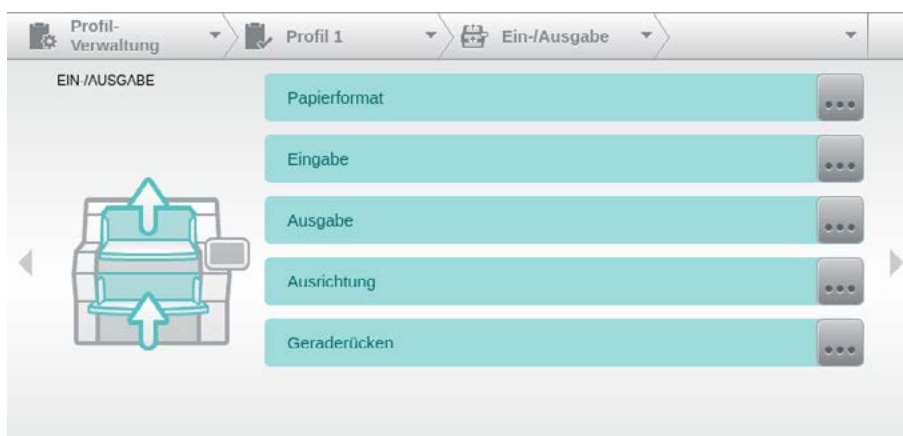 Profil-
Verwaltung
Profil 1
Ein-/Ausgabe
EIN-/AUSGABE
Papierformat
Eingabe
Ausgabe
Ausrichtung
Geraderücken